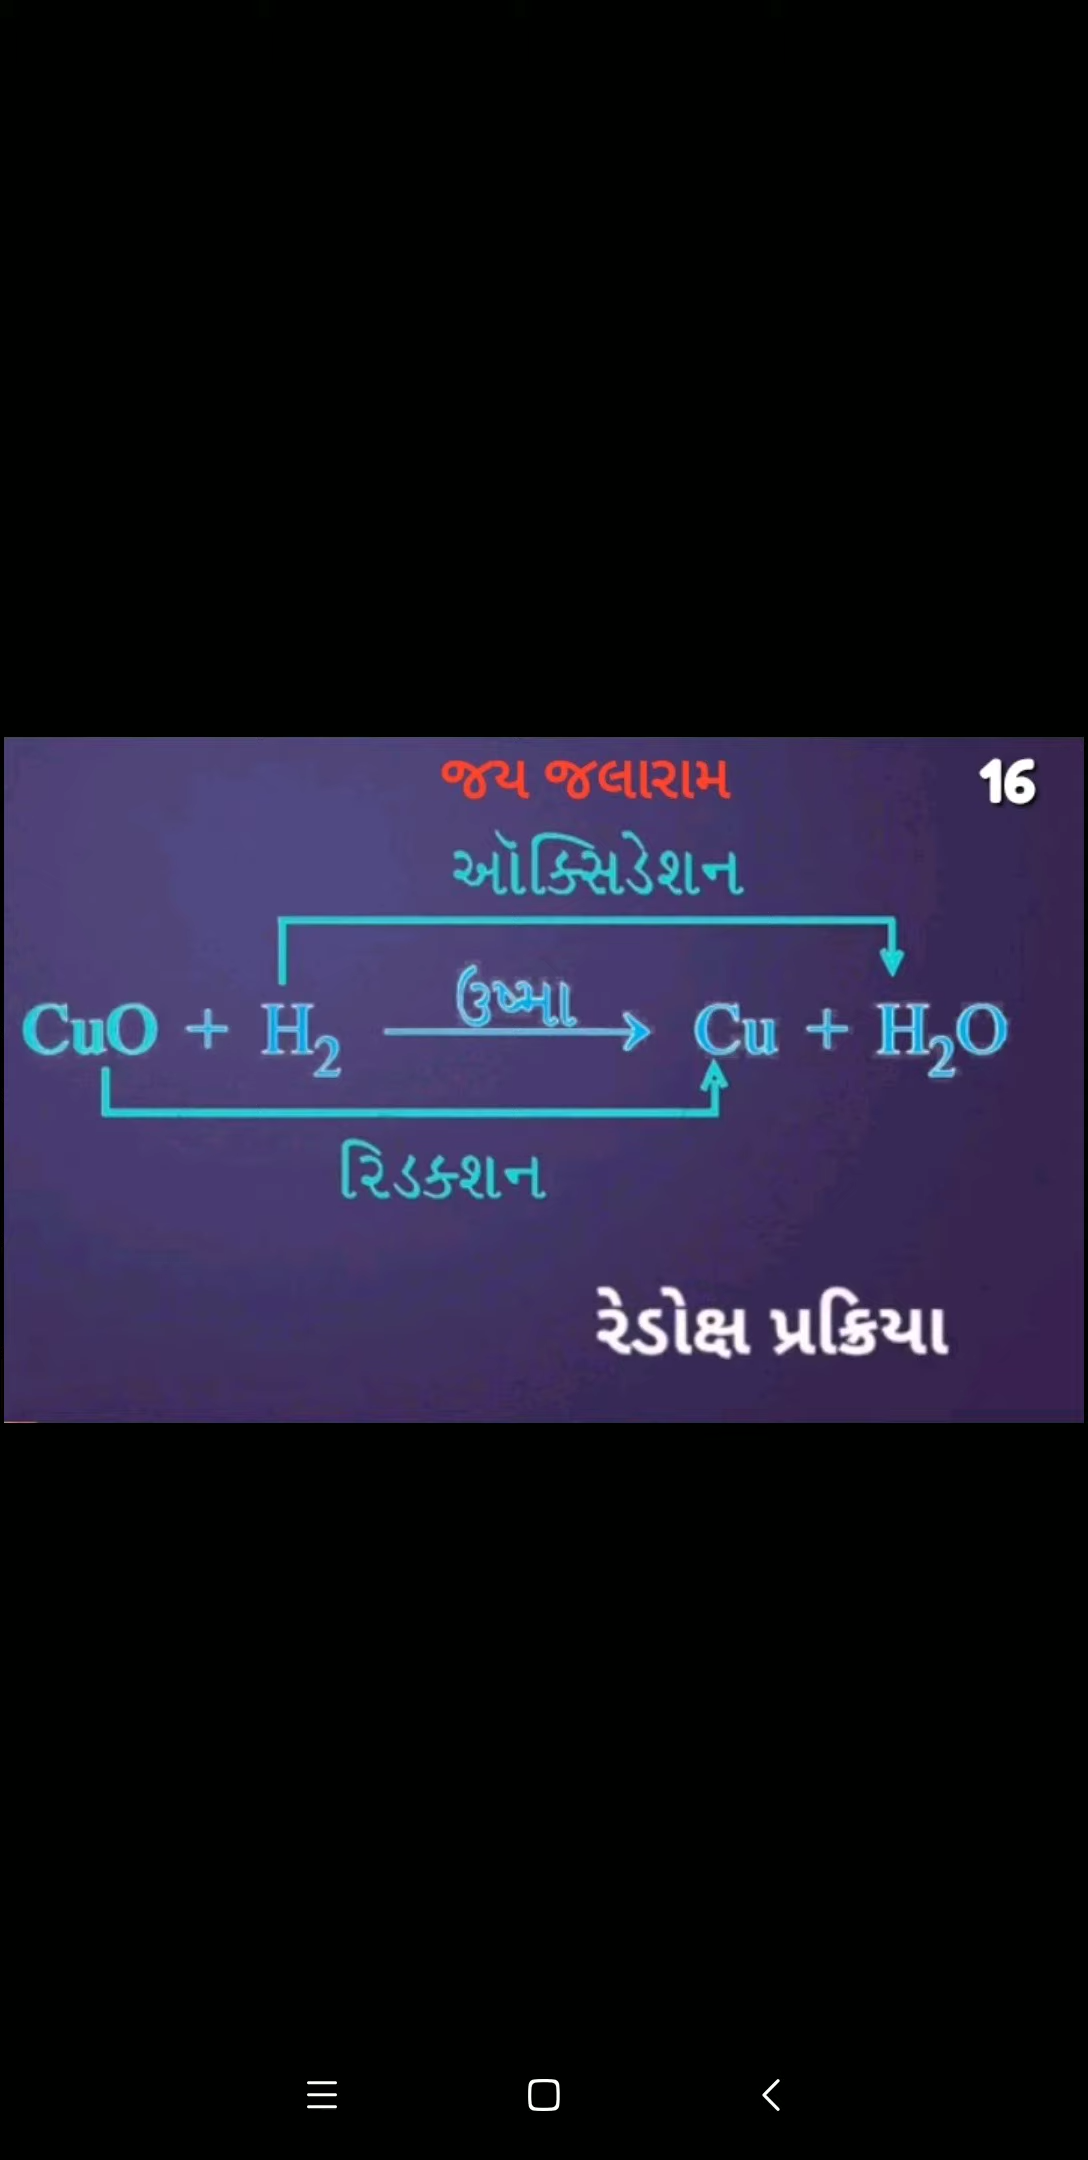 જય જલારામ 16
ઑક્સિડેશન
ઉષ્મા
CuO + H₂ ⟶ Cu + H₂O
રિડક્શન
રેડોક્ષ પ્રક્રિયા